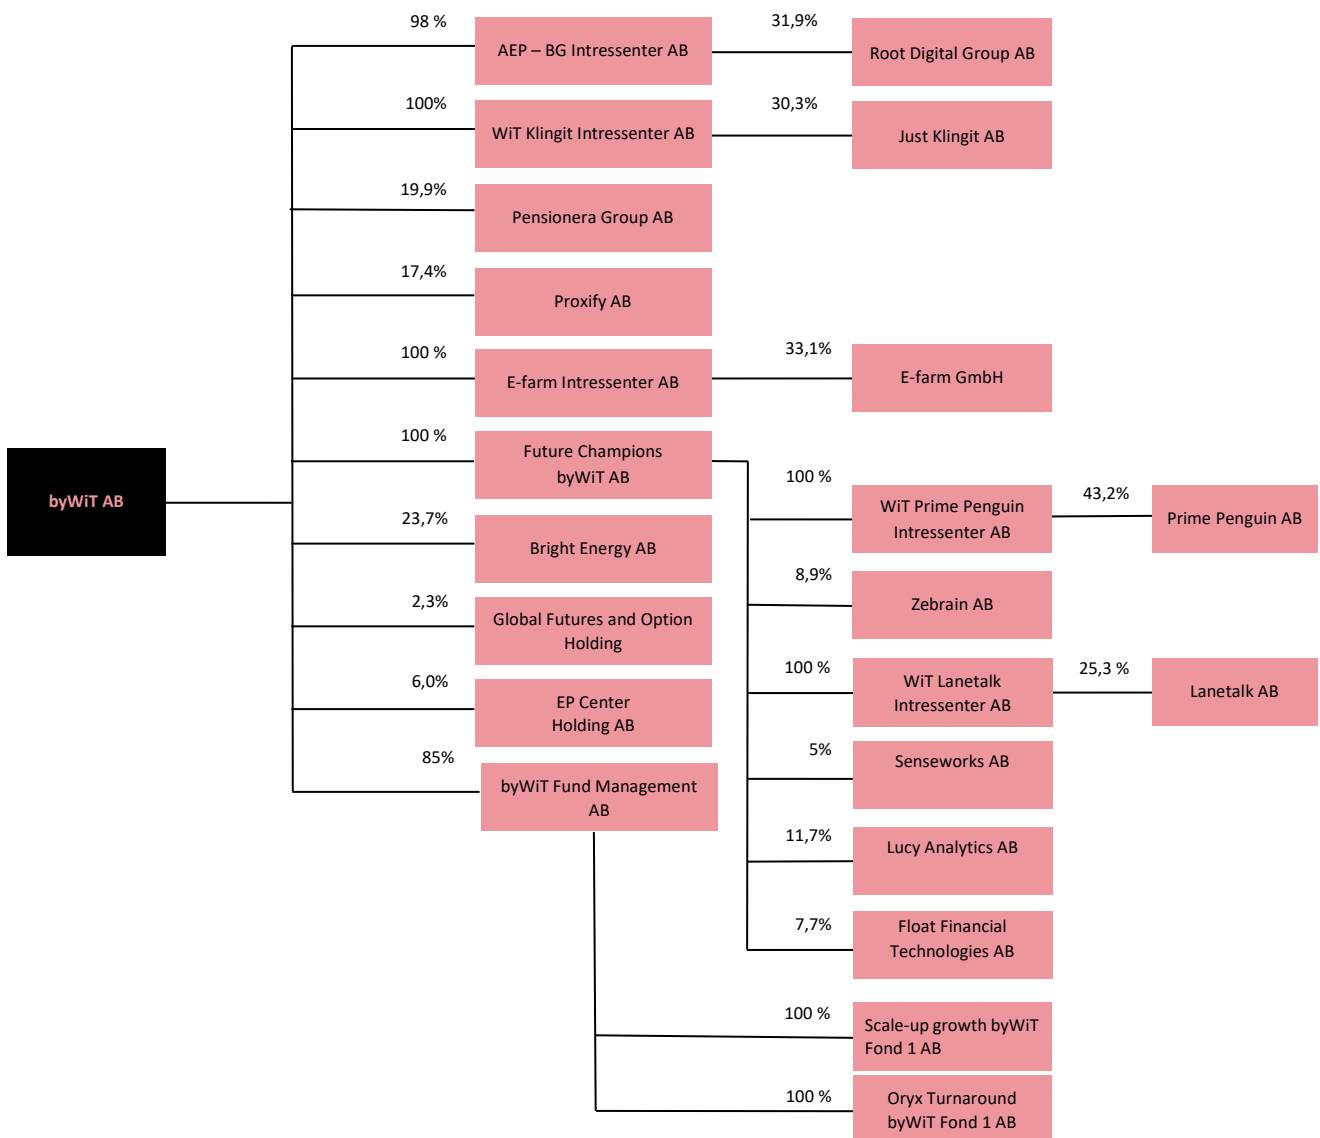 98 %
AEP – BG Intressenter AB
31,9%
Root Digital Group AB
100%
WiT Klingit Intressenter AB
30,3%
Just Klingit AB
19,9%
Pensionera Group AB
17,4%
Proxify AB
100 %
E-farm Intressenter AB
33,1%
E-farm GmbH
100 %
Future Champions
byWiT AB
byWiT AB
23,7%
Bright Energy AB
2,3%
Global Futures and Option
Holding
6,0%
EP Center
Holding AB
85%
byWiT Fund Management
AB
100 %
WiT Prime Penguin
Intressenter AB
43,2%
Prime Penguin AB
8,9%
Zebrain AB
100 %
WiT Lanetalk
Intressenter AB
25,3 %
Lanetalk AB
5%
Senseworks AB
11,7%
Lucy Analytics AB
7,7%
Float Financial
Technologies AB
100 %
Scale-up growth byWiT
Fond 1 AB
100 %
Oryx Turnaround
byWiT Fond 1 AB